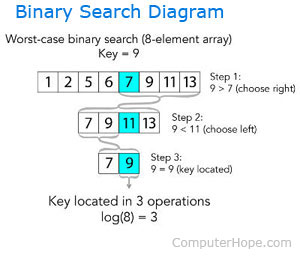 Binary Search Diagram
Worst-case binary search (8-element array)
Key = 9
1 2 5 6 7 9 11 13
Step 1:
9 > 7 (choose right)
7 9 11 13
Step 2:
9 < 11 (choose left)
7 9
Step 3:
9 = 9 (key located)
Key located in 3 operations
log(8) = 3
ComputerHope.com